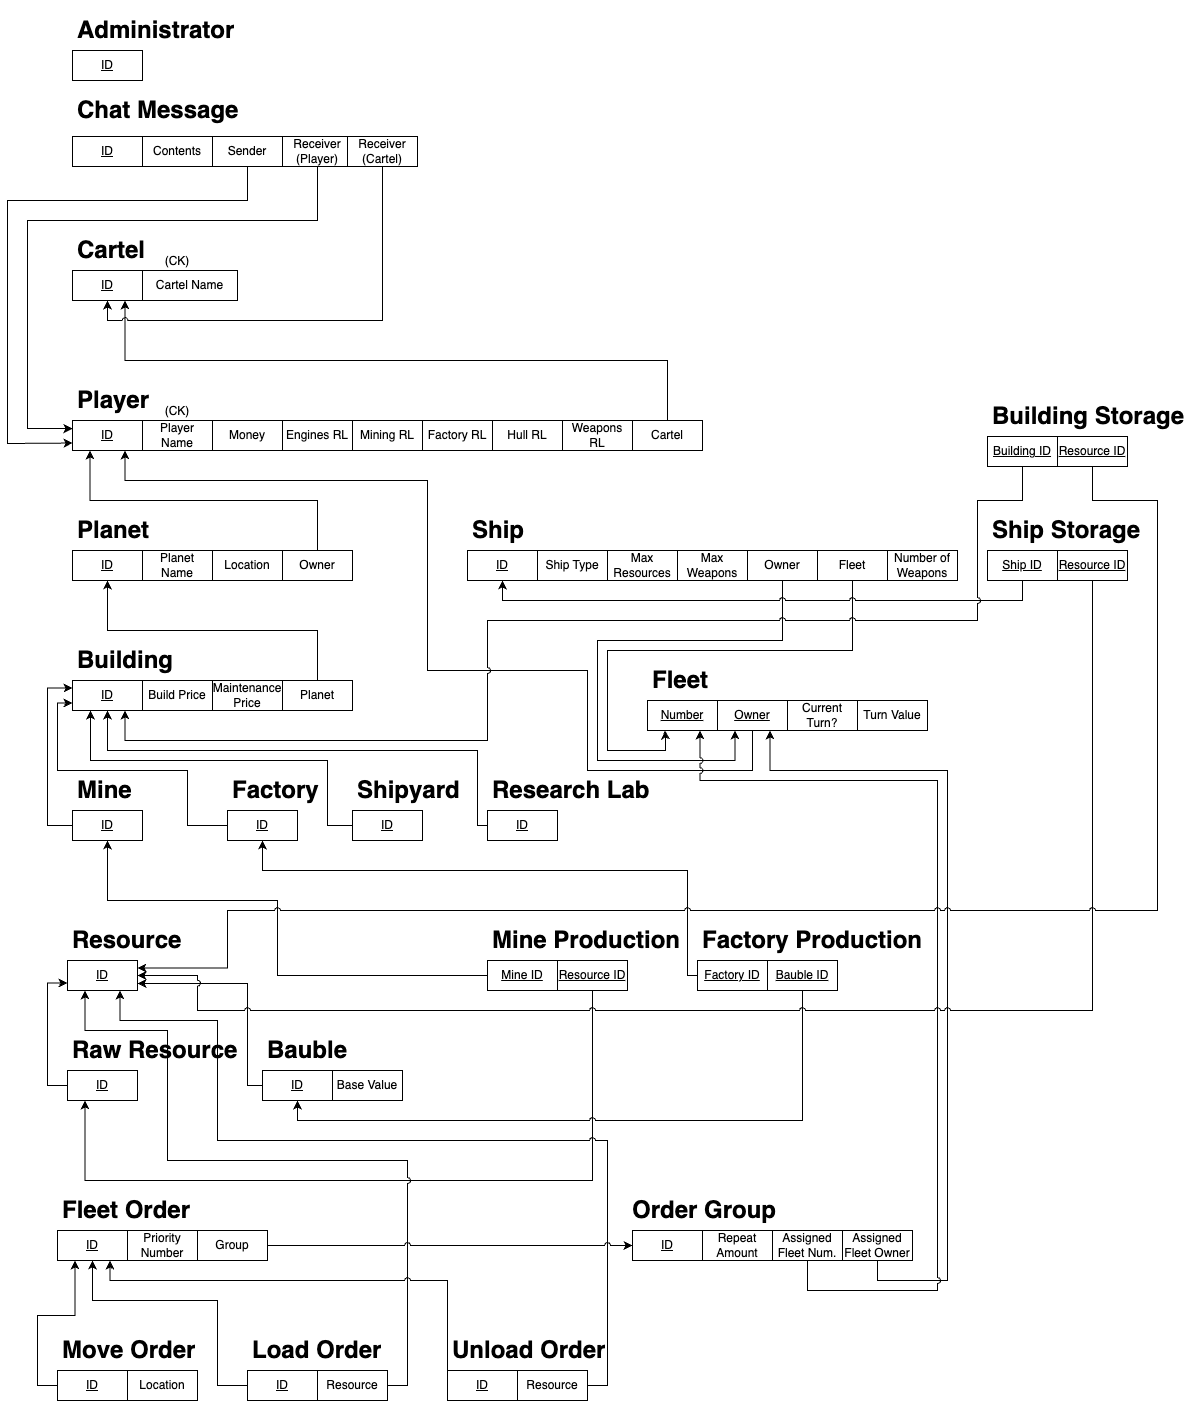 Administrator
ID
Chat Message
ID
Contents
Sender
Receiver
(Player)
Receiver
(Cartel)
Cartel
(CK)
ID
Cartel Name
Player
(CK)
ID
Player
Name
Money
Engines RL
Mining RL
Factory RL
Hull RL
Weapons
RL
Cartel
Building Storage
Building ID
Resource ID
Planet
ID
Planet
Name
Location
Owner
Ship
ID
Ship Type
Max
Resources
Max
Weapons
Owner
Fleet
Number of
Weapons
Ship Storage
Ship ID
Resource ID
Building
ID
Build Price
Maintenance
Price
Planet
Fleet
Number
Owner
Current
Turn?
Turn Value
Mine
ID
Factory
ID
Shipyard
ID
Research Lab
ID
Resource
ID
Mine Production
Mine ID
Resource ID
Factory Production
Factory ID
Bauble ID
Raw Resource
ID
Bauble
ID
Base Value
Fleet Order
ID
Priority
Number
Group
Order Group
ID
Repeat
Amount
Assigned
Fleet Num.
Assigned
Fleet Owner
Move Order
ID
Location
Load Order
ID
Resource
Unload Order
ID
Resource